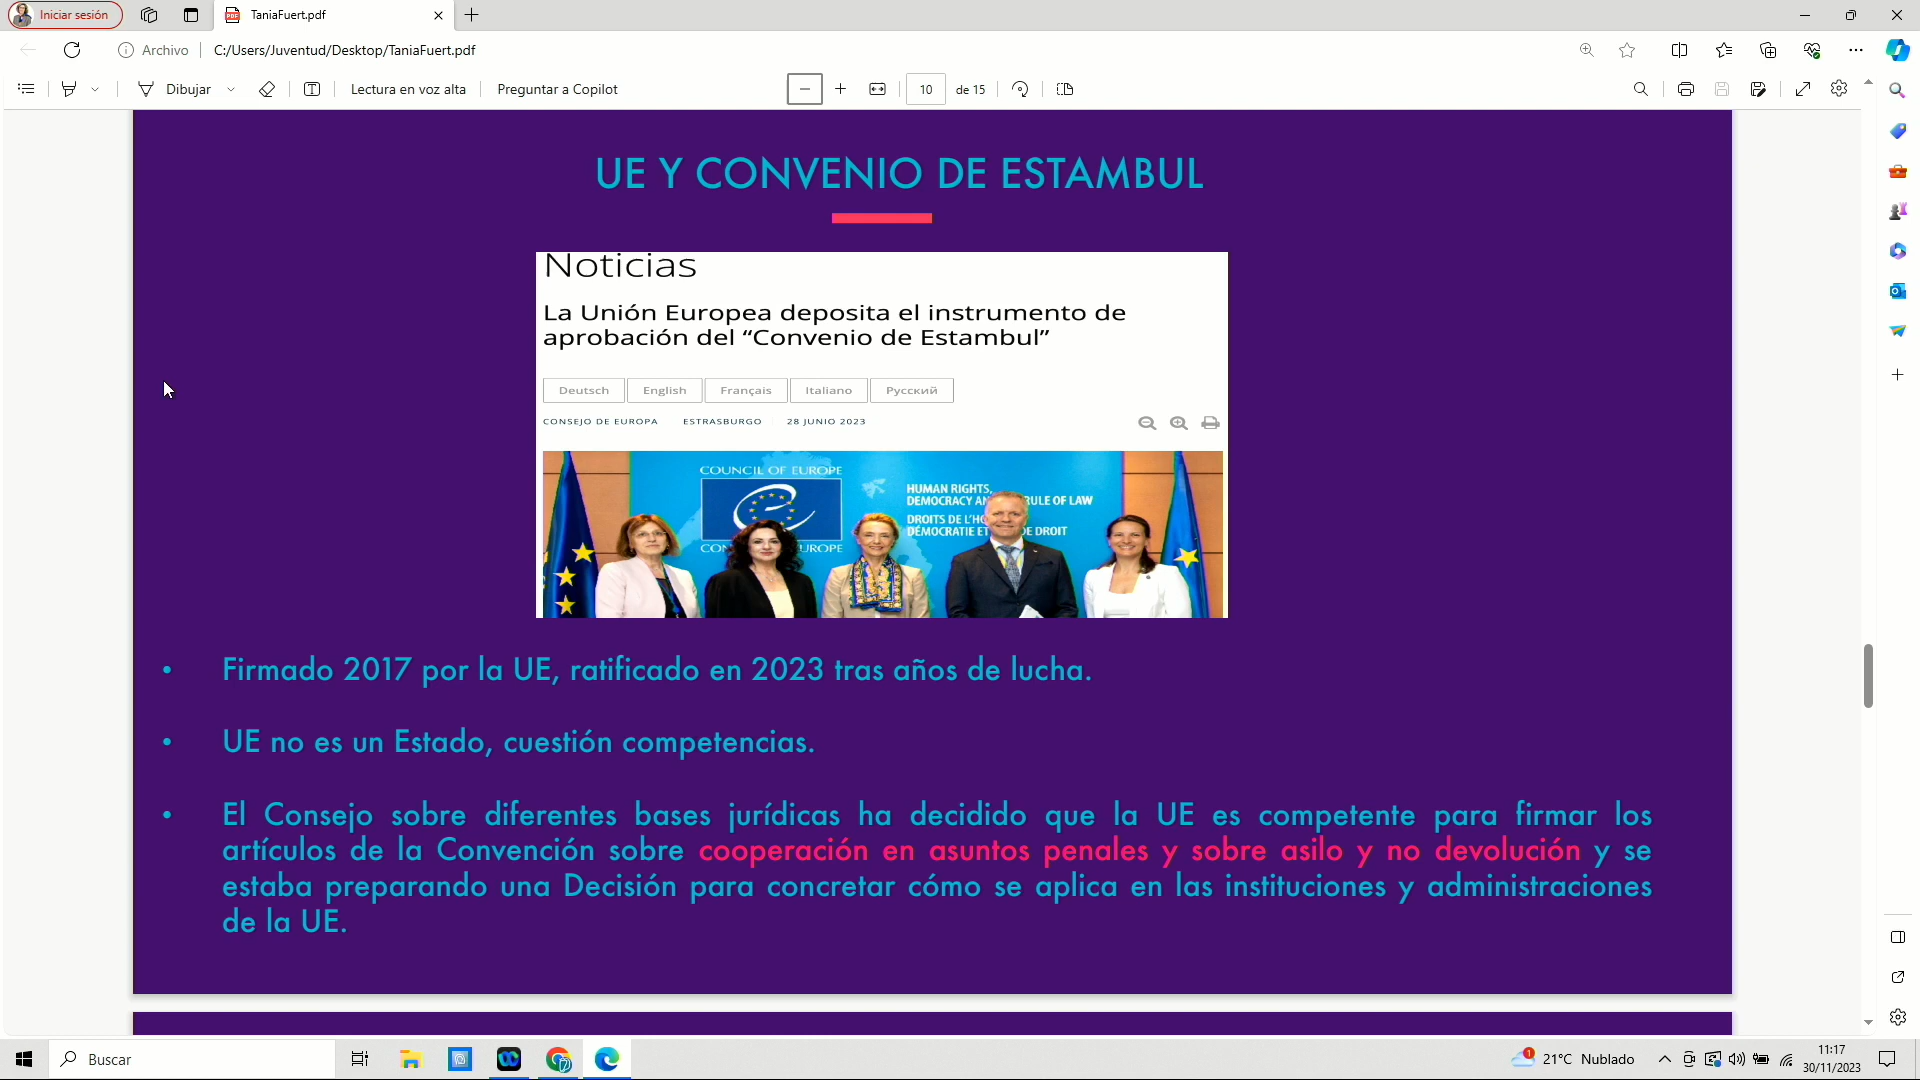 Iniciar sesión
TaniaFuert.pdf
Archivo
C:/Users/Juventud/Desktop/TaniaFuert.pdf
Dibujar
Lectura en voz alta
Preguntar a Copilot
10
de 15
UE Y CONVENIO DE ESTAMBUL
Noticias
La Unión Europea deposita el instrumento de
aprobación del “Convenio de Estambul”
Deutsch English Français Italiano Русский
CONSEJO DE EUROPA ESTRASBURGO 28 JUNIO 2023
COUNCIL OF EUROPE
HUMAN RIGHTS,
DEMOCRACY RULE OF LAW
DROITS DE
DÉMOCRATIE ET DE DROIT
EUROPE
• Firmado 2017 por la UE, ratificado en 2023 tras años de lucha.
• UE no es un Estado, cuestión competencias.
• El Consejo sobre diferentes bases jurídicas ha decidido que la UE es competente para firmar los
artículos de la Convención sobre cooperación en asuntos penales y sobre asilo y no devolución y se
estaba preparando una Decisión para concretar cómo se aplica en las instituciones y administraciones
de la UE.
Buscar
1
21°C Nublado
11:17
30/11/2023